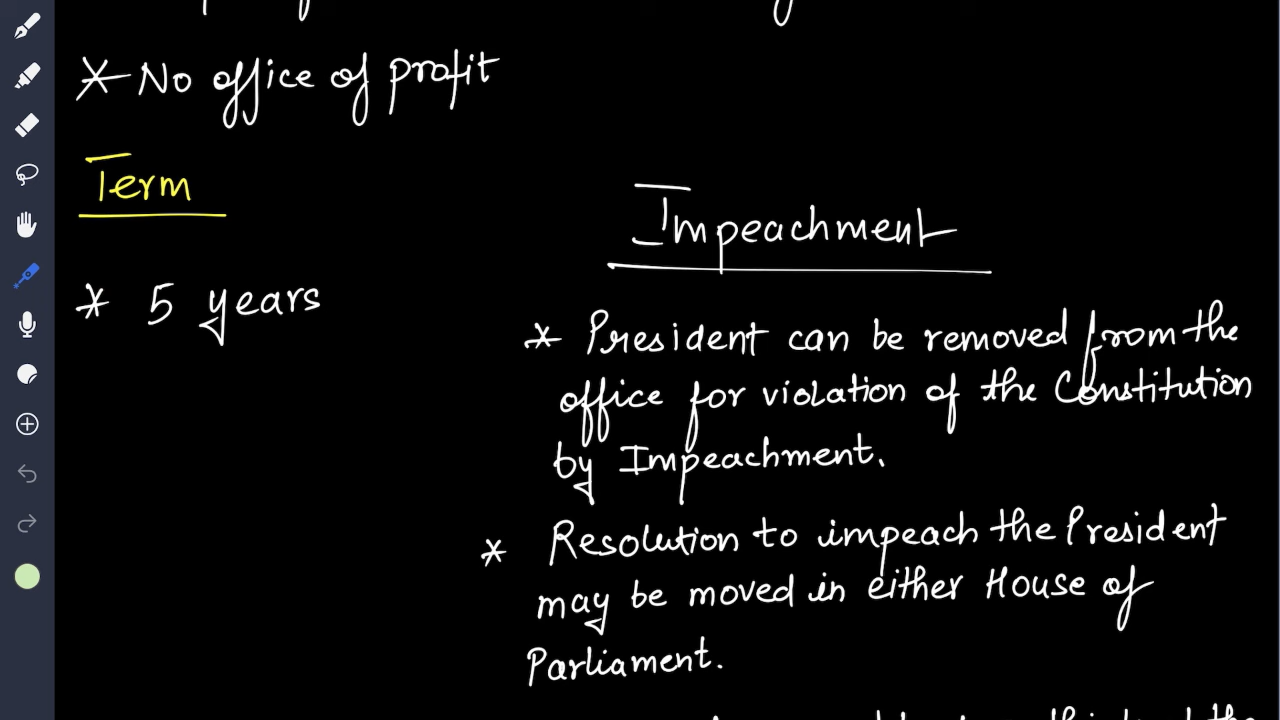 * No office of profit
Term
* 5 years
Impeachment
* President can be removed from the
office for violation of the Constitution
by Impeachment.
* Resolution to impeach the President
may be moved in either House of
Parliament.
the